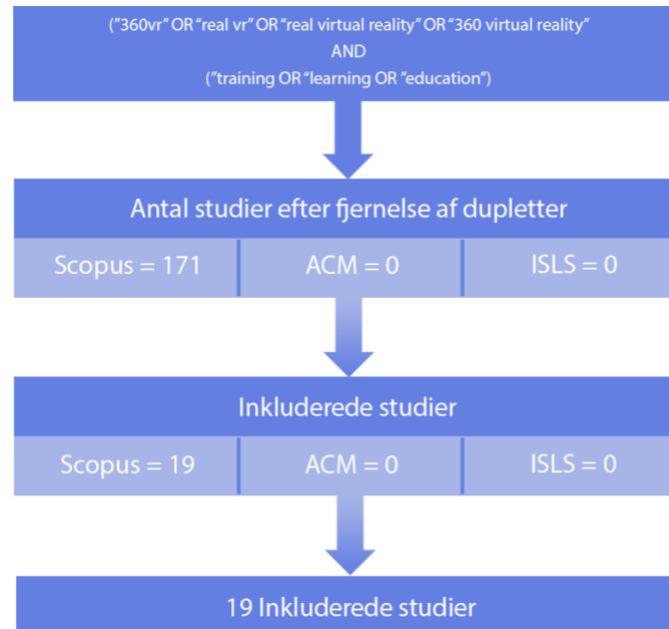 (”360vr” OR “real vr” OR “real virtual reality” OR “360 virtual reality”
AND
(”training OR “learning OR ”education”)
Antal studier efter fjernelse af dupletter
Scopus = 171 ACM = 0 ISLS = 0
Inkluderede studier
Scopus = 19 ACM = 0 ISLS = 0
19 Inkluderede studier